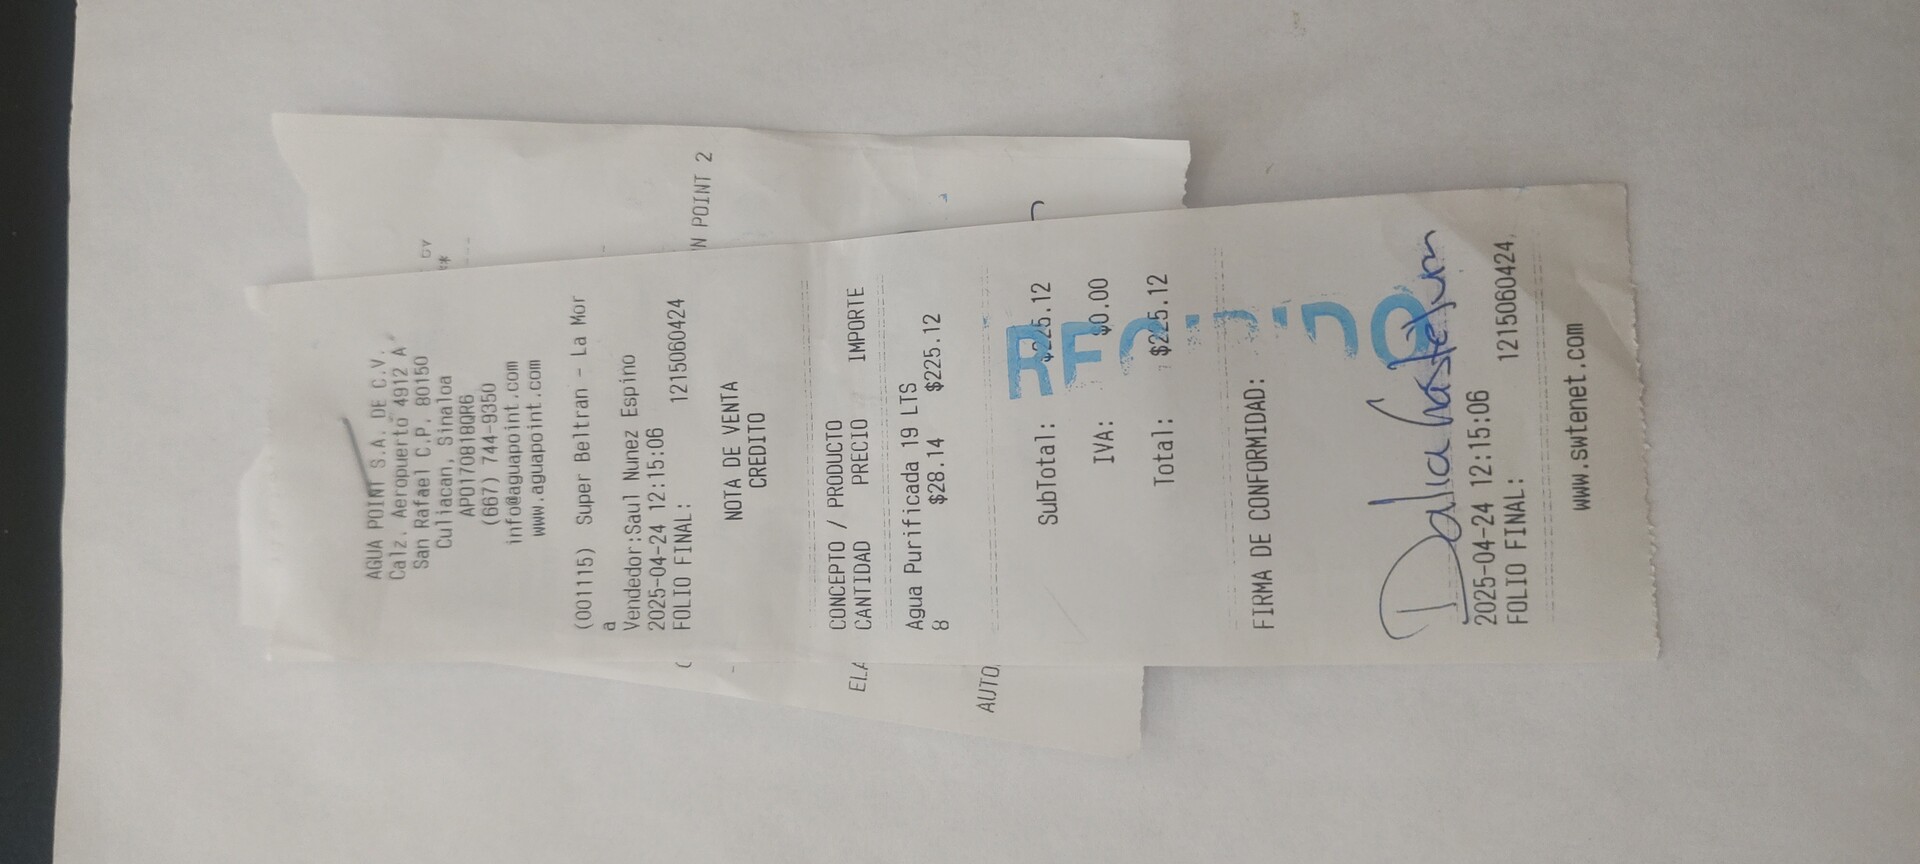 AGUA POINT S.A. DE C.V.
Calz. Aeropuerto 4912 A
San Rafael C.P. 80150
Culiacan, Sinaloa
APO170818QR6
(667) 744-9350
info@aguapoint.com
www.aguapoint.com
(001115) Super Beltran - La Mor
a
Vendedor:Saul Nunez Espino
2025-04-24 12:15:06
FOLIO FINAL: 1215060424
NOTA DE VENTA
CREDITO
CONCEPTO / PRODUCTO
CANTIDAD PRECIO IMPORTE
Agua Purificada 19 LTS
8 $28.14 $225.12
SubTotal: $225.12
IVA: $0.00
Total: $225.12
FIRMA DE CONFORMIDAD:
Dalia
2025-04-24 12:15:06
FOLIO FINAL: 1215060424
www.swtenet.com
N POINT 2
ELA
AUTO